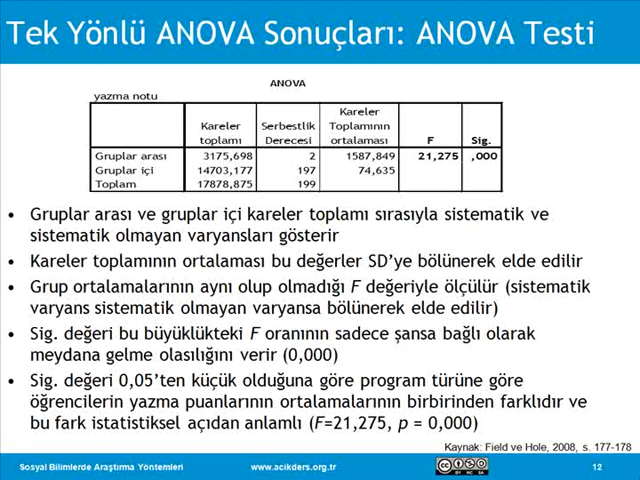 Tek Yönlü ANOVA Sonuçları: ANOVA Testi
ANOVA
yazma notu
Kareler toplamı Serbestlik Derecesi Kareler Toplamının ortalaması F Sig.
Gruplar arası 3175,698 2 1587,849 21,275 ,000
Gruplar içi 14703,177 197 74,635
Toplam 17878,875 199
• Gruplar arası ve gruplar içi kareler toplamı sırasıyla sistematik ve
sistematik olmayan varyansları gösterir
• Kareler toplamının ortalaması bu değerler SD’ye bölünerek elde edilir
• Grup ortalamalarının aynı olup olmadığı F değeriyle ölçülür (sistematik
varyans sistematik olmayan varyansa bölünerek elde edilir)
• Sig. değeri bu büyüklükteki F oranının sadece şansa bağlı olarak
meydana gelme olasılığını verir (0,000)
• Sig. değeri 0,05’ten küçük olduğuna göre program türüne göre
öğrencilerin yazma puanlarının ortalamalarının birbirinden farklıdır ve
bu fark istatistiksel açıdan anlamlı (F=21,275, p = 0,000)
Kaynak: Field ve Hole, 2008, s. 177-178
Sosyal Bilimlerde Araştırma Yöntemleri www.acikders.org.tr cc BY NC SA 12